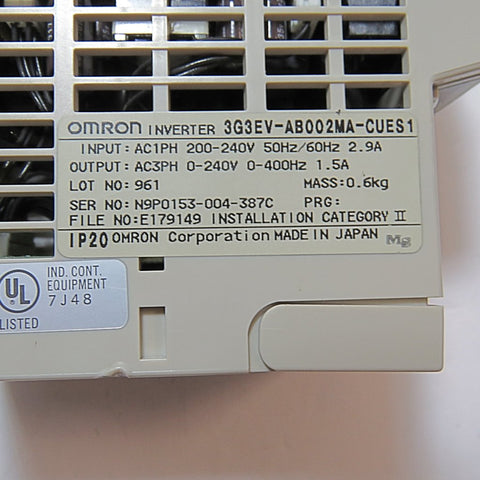 OMRON INVERTER 3G3EV-AB002MA-CUES1
INPUT: AC1PH 200-240V 50Hz/60Hz 2.9A
OUTPUT: AC3PH 0-240V 0-400Hz 1.5A
LOT NO: 961 MASS: 0.6kg
SER NO: N9P0153-004-387C PRG:
FILE NO: E179149 INSTALLATION CATEGORY II
IP20 OMRON Corporation MADE IN JAPAN Mg
UL
LISTED
IND. CONT.
EQUIPMENT
7J48